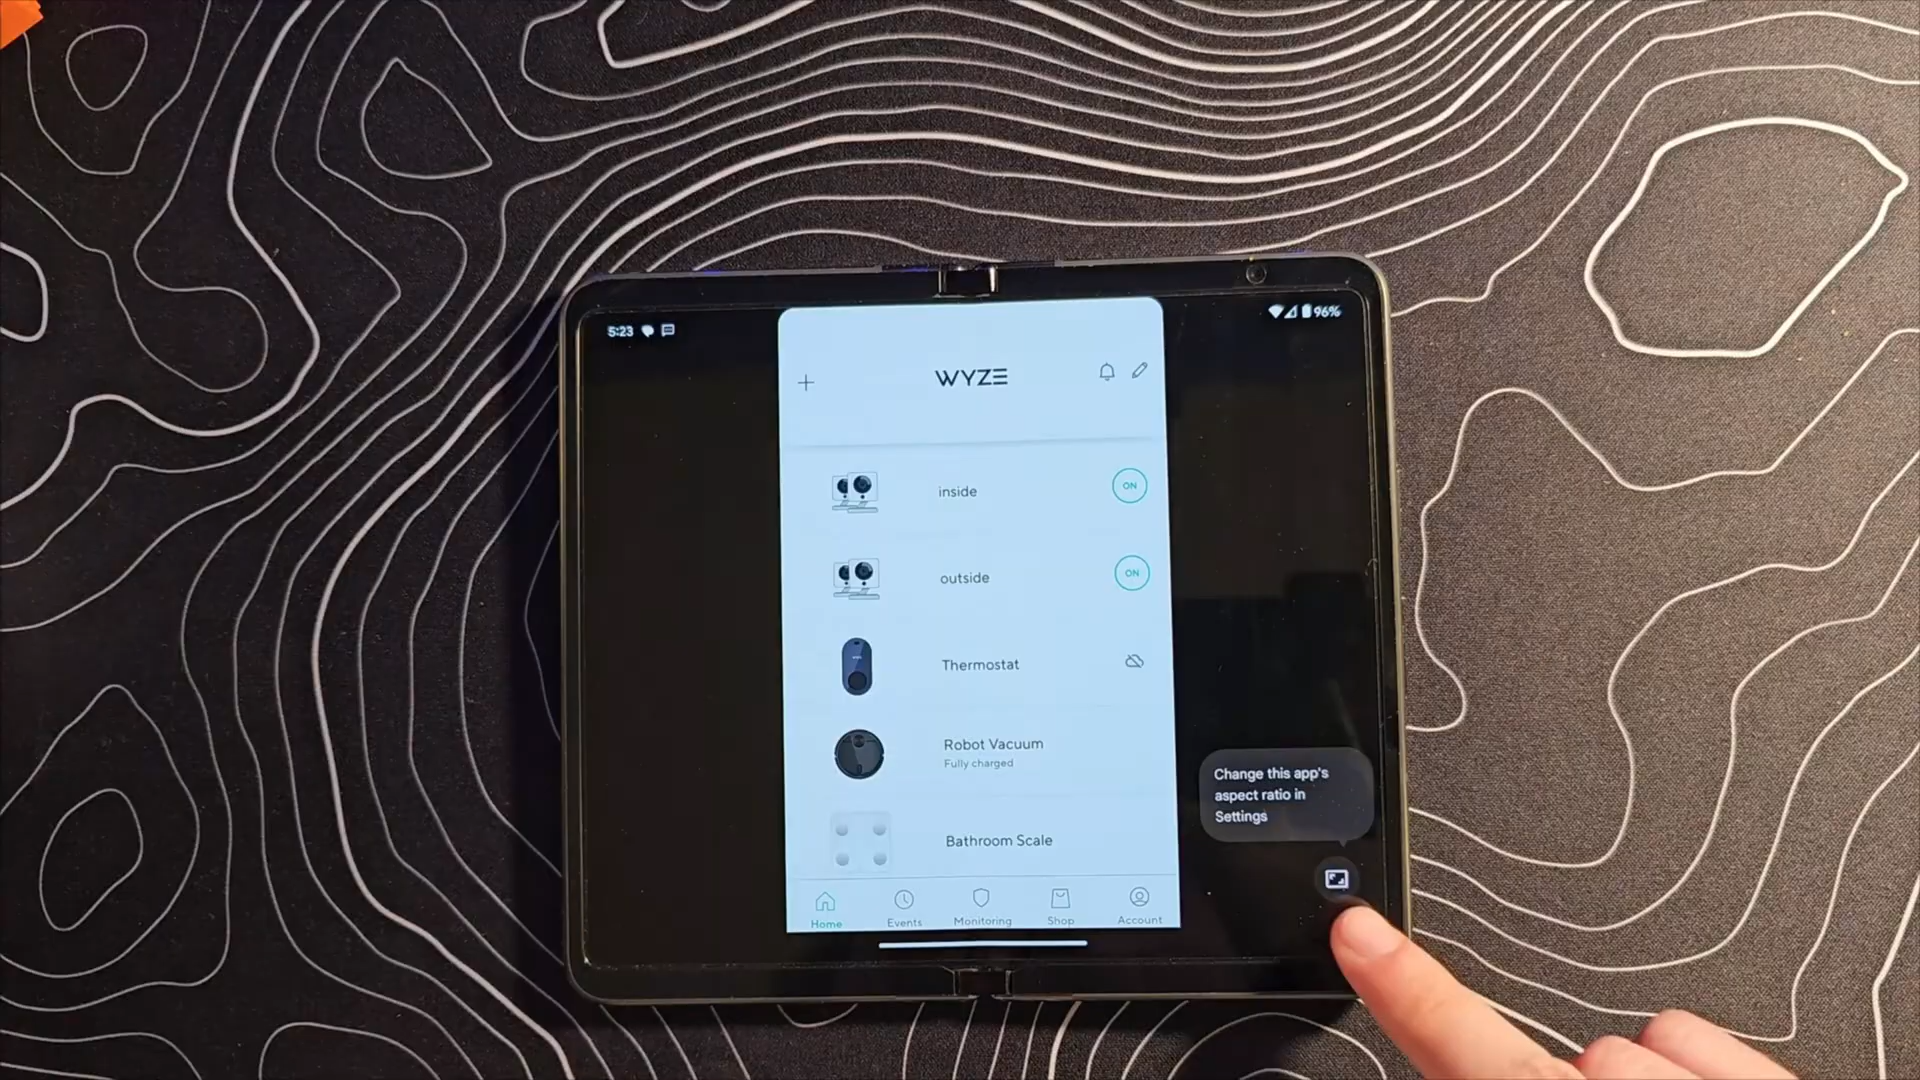 5:23
96%
WYZE
inside
ON
outside
ON
Thermostat
Robot Vacuum
Fully charged
Bathroom Scale
Change this app's
aspect ratio in
Settings
Home
Events
Monitoring
Shop
Account